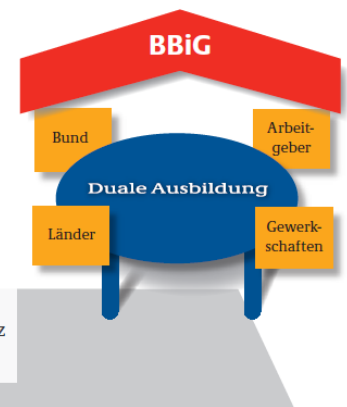 BBiG
Bund
Arbeit-
geber
Duale Ausbildung
Länder
Gewerk-
schaften
z